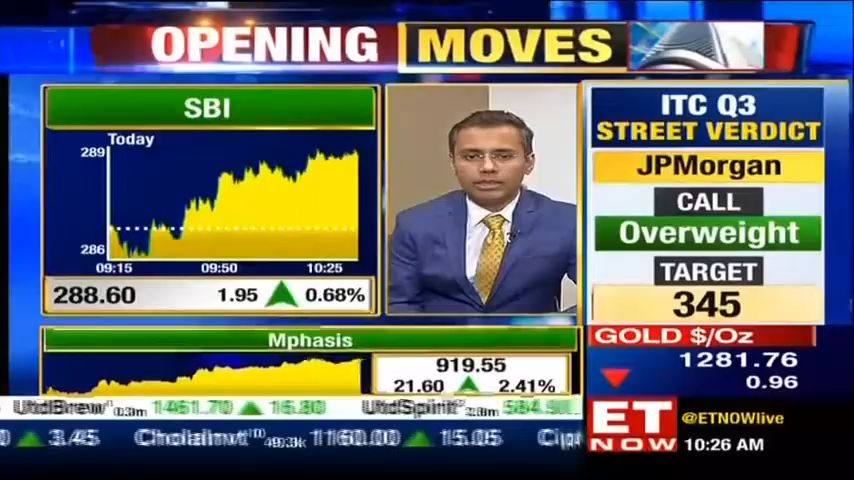 OPENING MOVES
SBI
Today
289
286
09:15 09:50 10:25
288.60 1.95 0.68%
ITC Q3
STREET VERDICT
JPMorgan
CALL
Overweight
TARGET
345
Mphasis
919.55
21.60 2.41%
GOLD $/Oz
1281.76
0.96
UtdBrew 1461.70 16.80 UtdSpirit
3.45 CholaInvt 49.3k 1160.00 15.05
ET
NOW
@ETNOWlive
10:26 AM